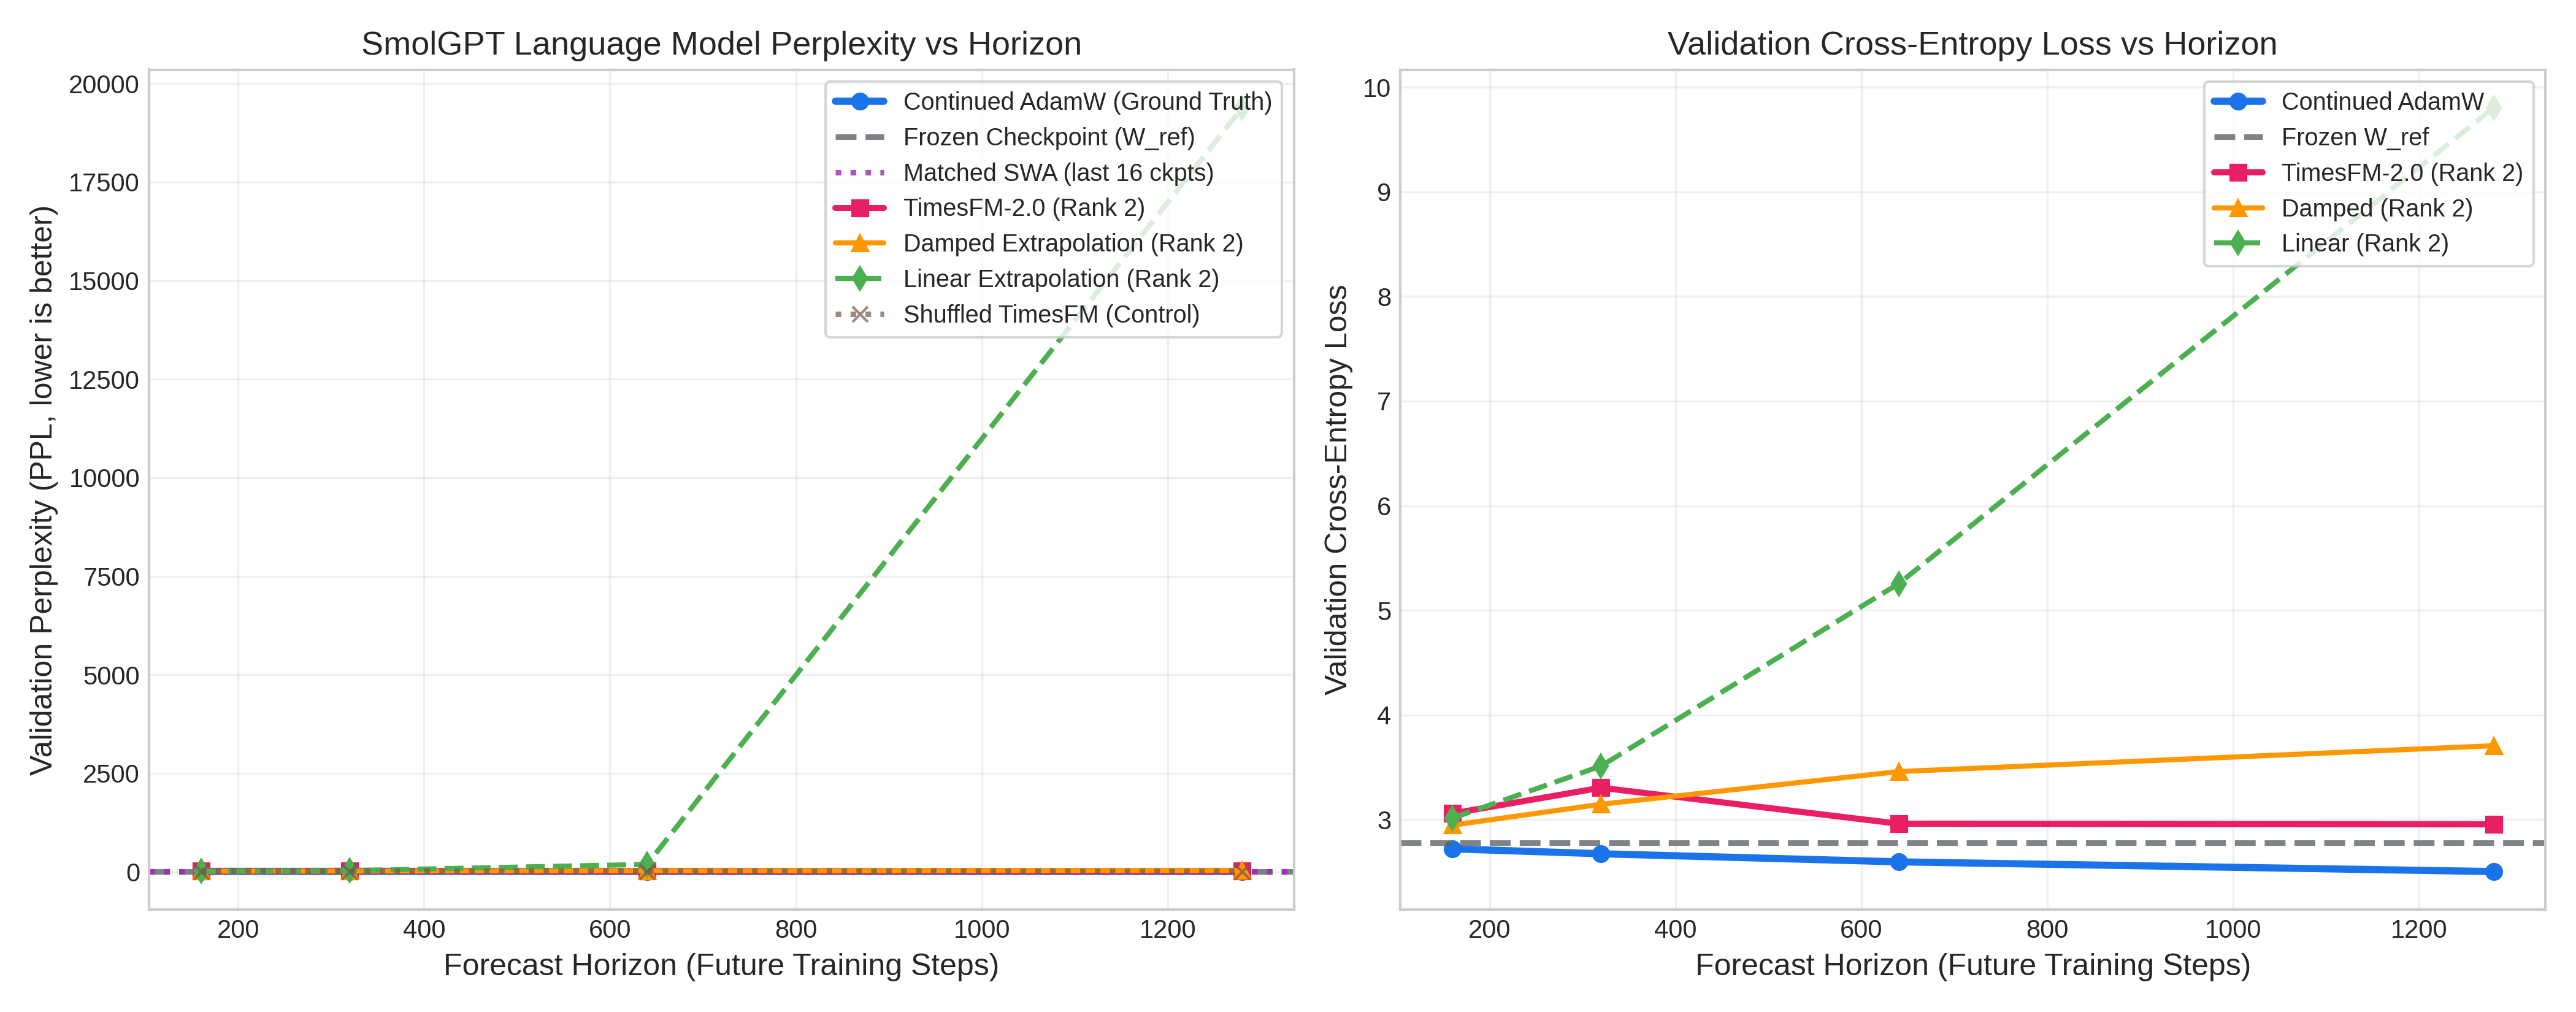 SmolGPT Language Model Perplexity vs Horizon
Validation Perplexity (PPL, lower is better)
20000
17500
15000
12500
10000
7500
5000
2500
0
Continued AdamW (Ground Truth)
Frozen Checkpoint (W_ref)
Matched SWA (last 16 ckpts)
TimesFM-2.0 (Rank 2)
Damped Extrapolation (Rank 2)
Linear Extrapolation (Rank 2)
Shuffled TimesFM (Control)
200 400 600 800 1000 1200
Forecast Horizon (Future Training Steps)
Validation Cross-Entropy Loss vs Horizon
Validation Cross-Entropy Loss
10
9
8
7
6
5
4
3
Continued AdamW
Frozen W_ref
TimesFM-2.0 (Rank 2)
Damped (Rank 2)
Linear (Rank 2)
200 400 600 800 1000 1200
Forecast Horizon (Future Training Steps)